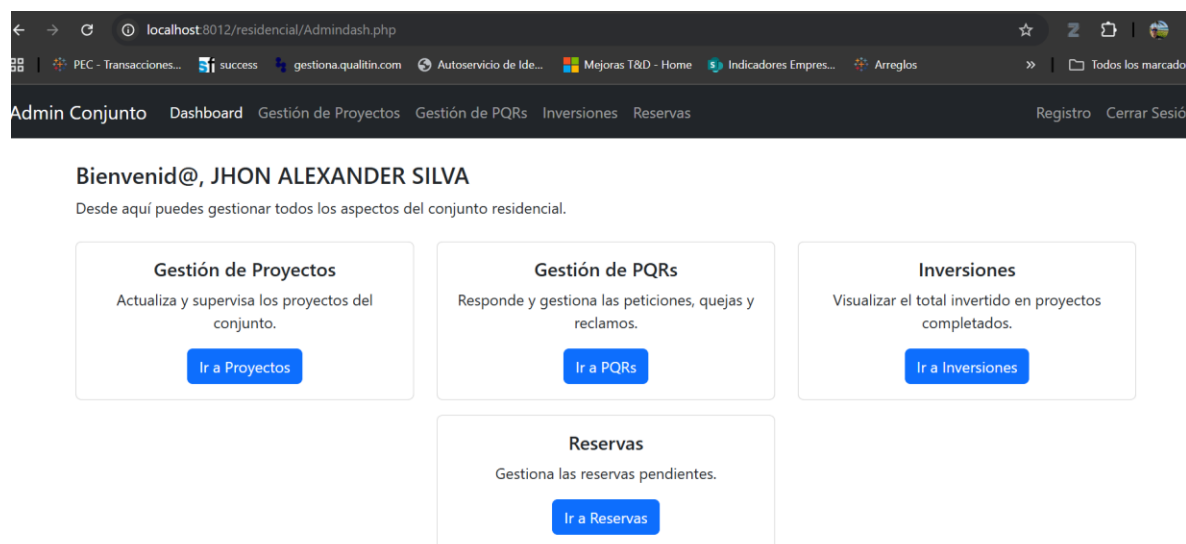 localhost:8012/residencial/Admindash.php
PEC - Transacciones... success gestiona.qualitin.com Autoservicio de Ide... Mejoras T&D - Home Indicadores Empres... Arreglos » Todos los marcado
Admin Conjunto Dashboard Gestión de Proyectos Gestión de PQRs Inversiones Reservas Registro Cerrar Sesió
Bienvenid@, JHON ALEXANDER SILVA
Desde aquí puedes gestionar todos los aspectos del conjunto residencial.
Gestión de Proyectos
Actualiza y supervisa los proyectos del
conjunto.
Ir a Proyectos
Gestión de PQRs
Responde y gestiona las peticiones, quejas y
reclamos.
Ir a PQRs
Inversiones
Visualizar el total invertido en proyectos
completados.
Ir a Inversiones
Reservas
Gestiona las reservas pendientes.
Ir a Reservas